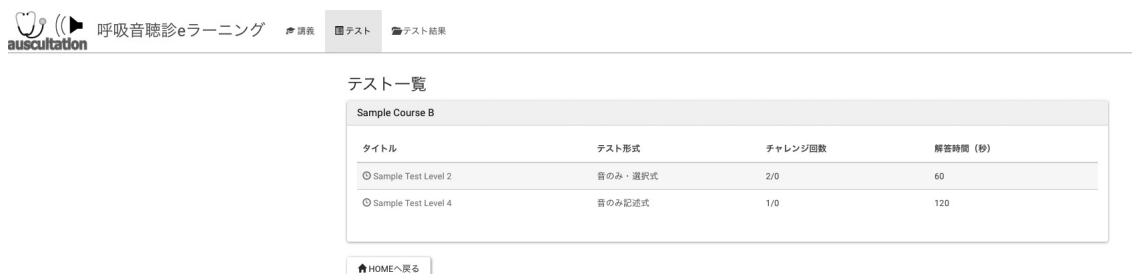 auscultation
呼吸音聴診eラーニング 講義 テスト テスト結果
テスト一覧
Sample Course B
タイトル テスト形式 チャレンジ回数 解答時間（秒）
Sample Test Level 2 音のみ・選択式 2/0 60
Sample Test Level 4 音のみ記述式 1/0 120
HOMEへ戻る